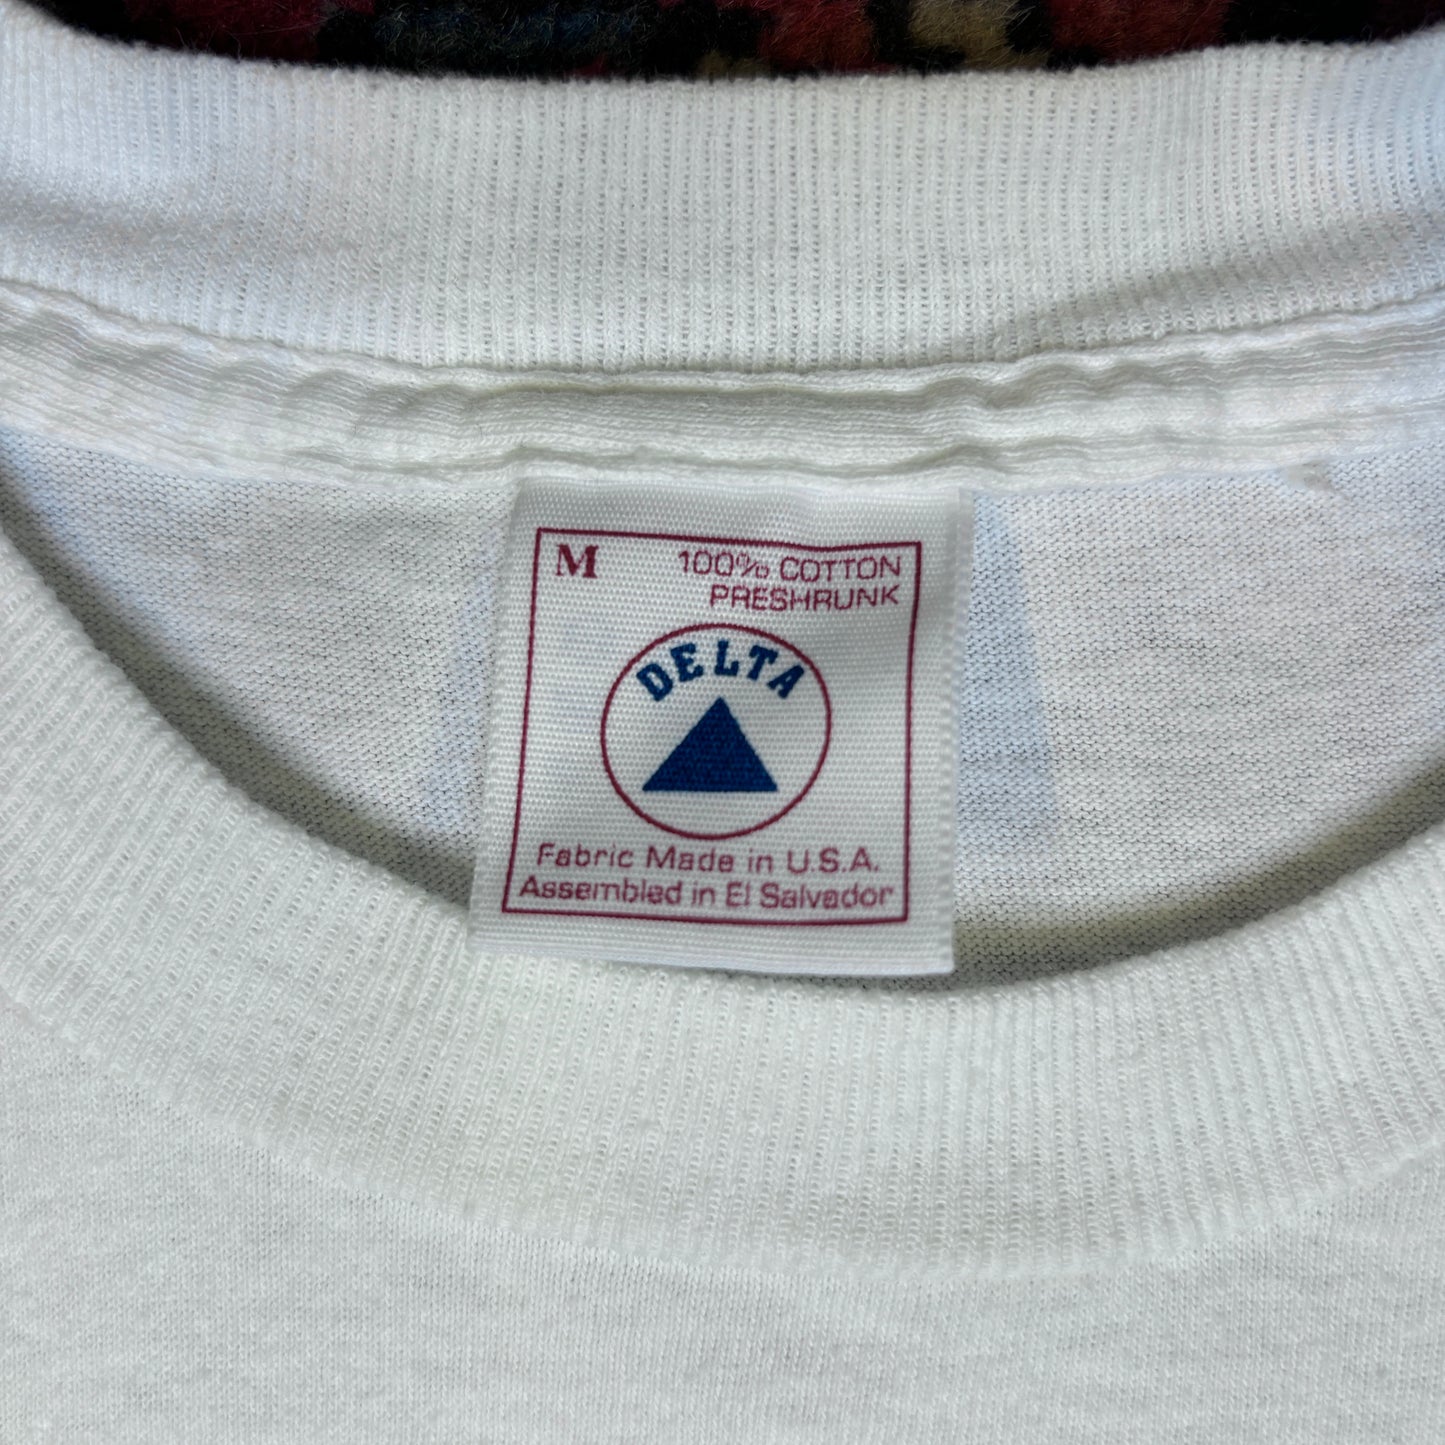 M
100% COTTON
PRESHRUNK
DELTA
Fabric Made in U.S.A.
Assembled in El Salvador